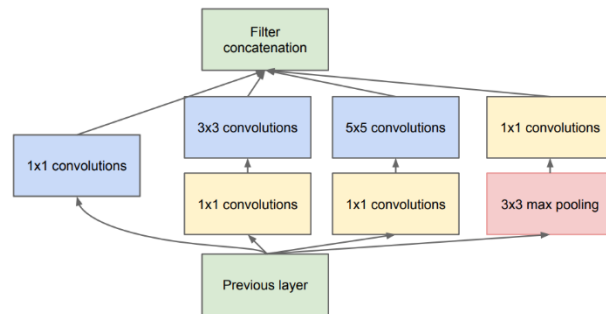 Filter
concatenation
3x3 convolutions
5x5 convolutions
1x1 convolutions
1x1 convolutions
1x1 convolutions
1x1 convolutions
3x3 max pooling
Previous layer